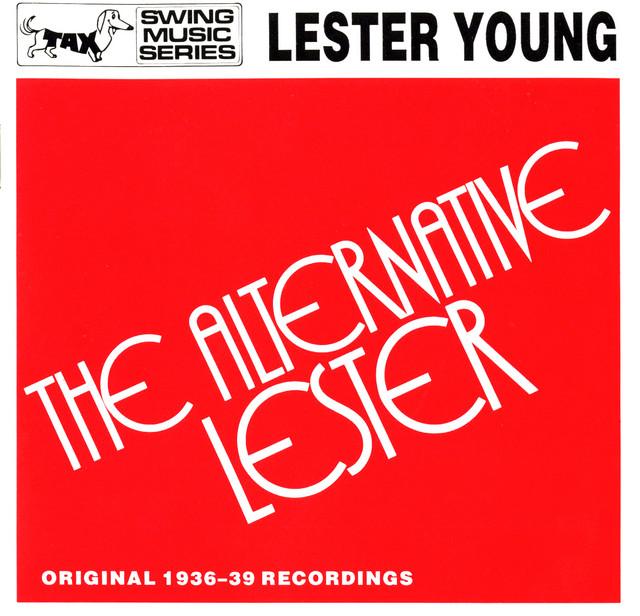 TAX
SWING
MUSIC
SERIES
LESTER YOUNG
THE ALTERNATIVE
LESTER
ORIGINAL 1936-39 RECORDINGS